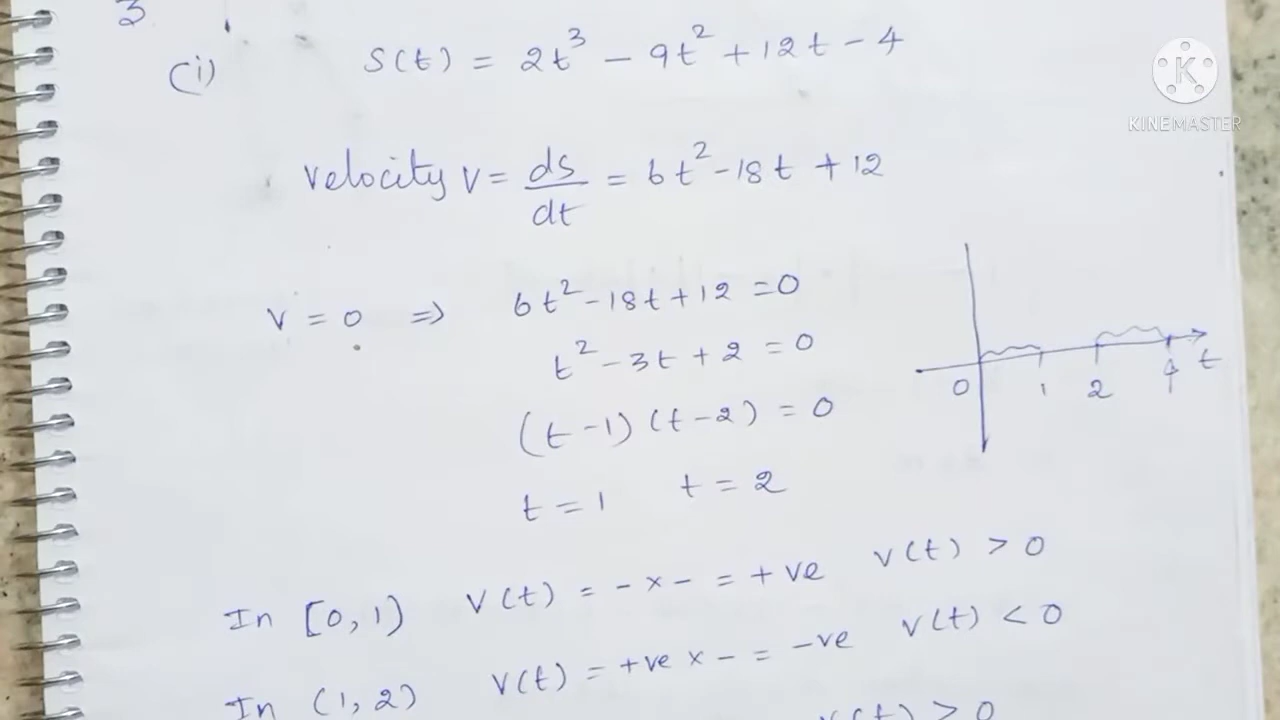 3
(i) S(t) = 2t³ - 9t² + 12t - 4
KINEMASTER
velocity v = ds/dt = 6t² - 18t + 12
v = 0 ⇒ 6t² - 18t + 12 = 0
t² - 3t + 2 = 0
(t - 1) (t - 2) = 0
0 1 2 4 t
t = 1 t = 2
In [0, 1) v(t) = - × - = + ve v(t) > 0
In (1, 2) v(t) = +ve × - = -ve v(t) < 0
v(t) > 0